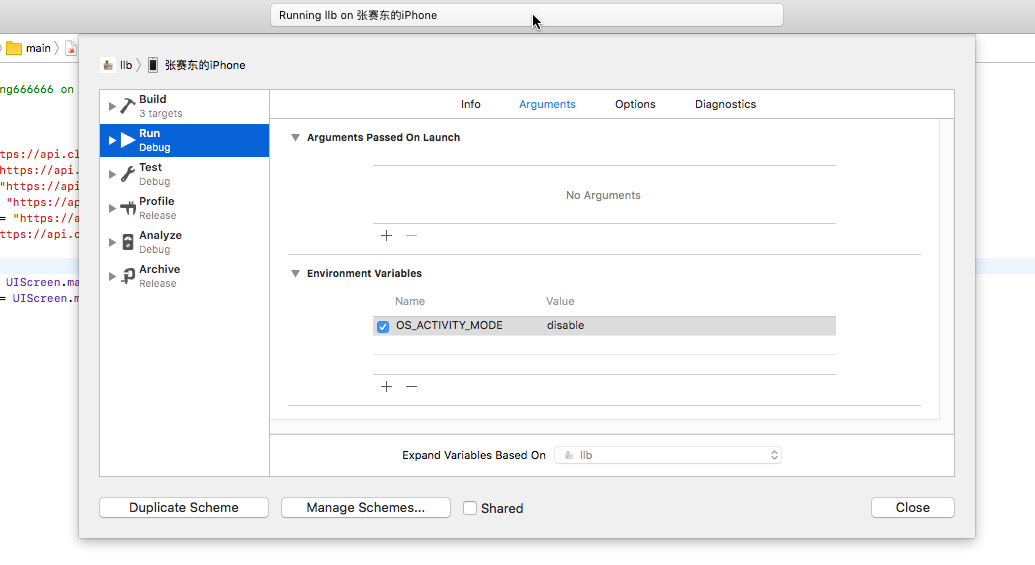 Running llb on 张赛东的iPhone
main
llb 张赛东的iPhone
ng666666 on
tps://api.cl
https://api.
"https://api
"https://ap
= "https://a
ttps://api.c
UIScreen.ma
= UIScreen.m
Build
3 targets
Run
Debug
Test
Debug
Profile
Release
Analyze
Debug
Archive
Release
Info Arguments Options Diagnostics
Arguments Passed On Launch
No Arguments
Environment Variables
Name Value
OS_ACTIVITY_MODE disable
Expand Variables Based On llb
Duplicate Scheme Manage Schemes... Shared Close